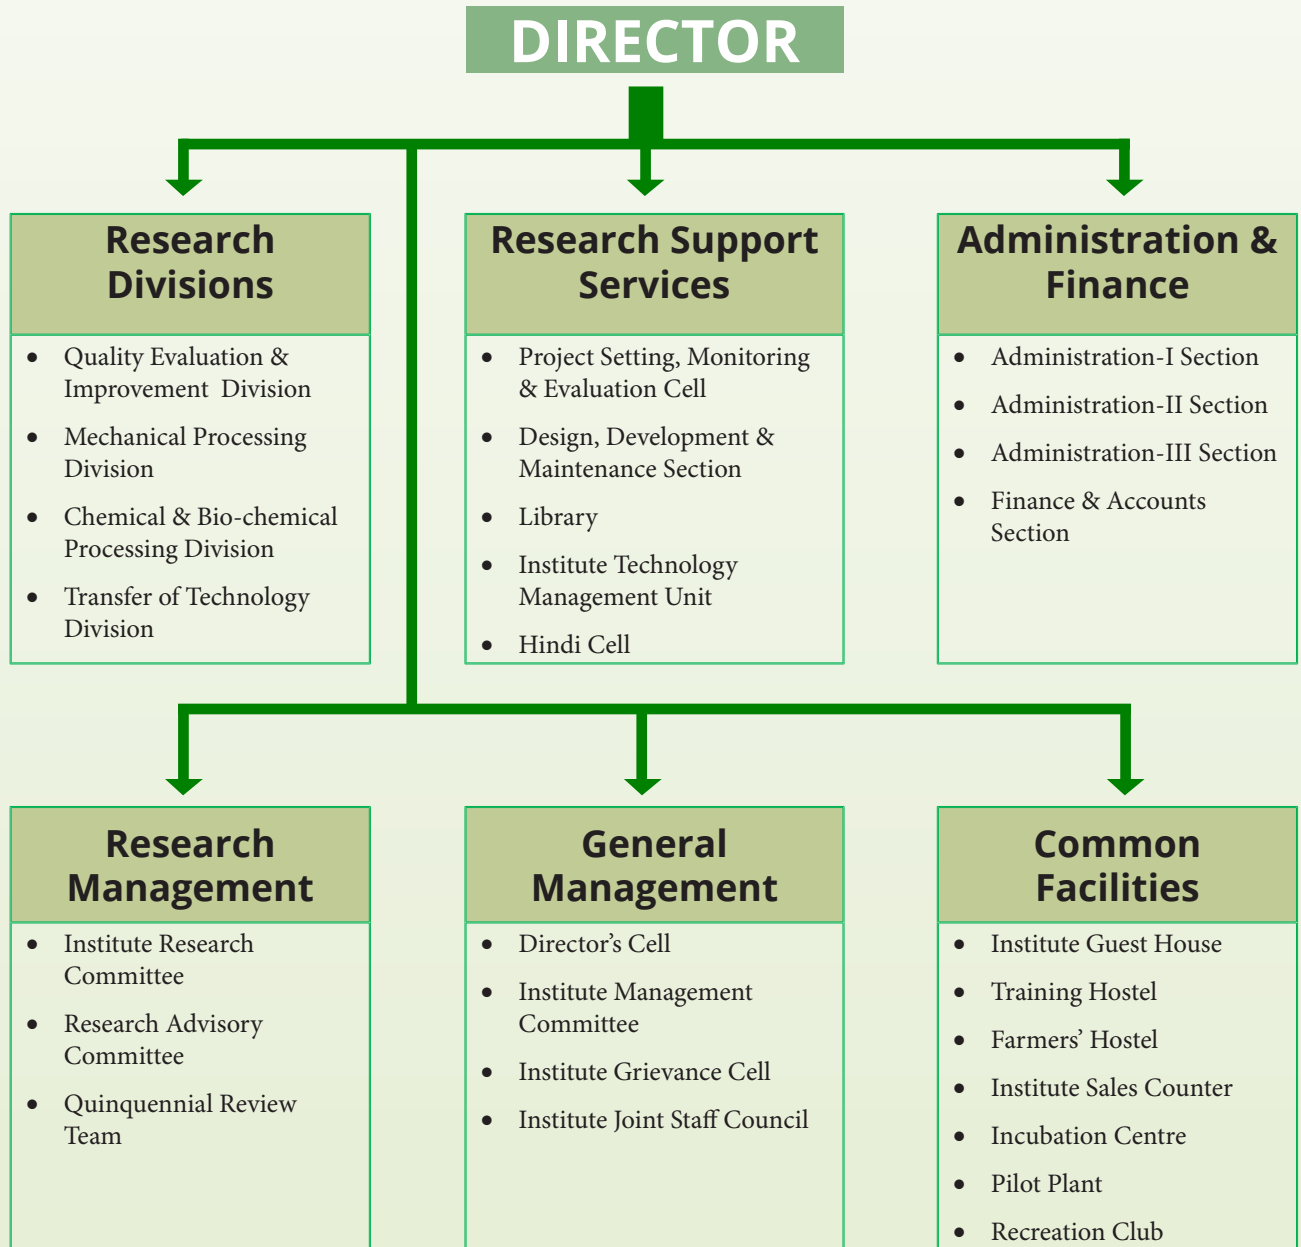 DIRECTOR
Research
Divisions
• Quality Evaluation &
Improvement Division
• Mechanical Processing
Division
• Chemical & Bio-chemical
Processing Division
• Transfer of Technology
Division
Research Support
Services
• Project Setting, Monitoring
& Evaluation Cell
• Design, Development &
Maintenance Section
• Library
• Institute Technology
Management Unit
• Hindi Cell
Administration &
Finance
• Administration-I Section
• Administration-II Section
• Administration-III Section
• Finance & Accounts
Section
Research
Management
• Institute Research
Committee
• Research Advisory
Committee
• Quinquennial Review
Team
General
Management
• Director’s Cell
• Institute Management
Committee
• Institute Grievance Cell
• Institute Joint Staff Council
Common
Facilities
• Institute Guest House
• Training Hostel
• Farmers’ Hostel
• Institute Sales Counter
• Incubation Centre
• Pilot Plant
• Recreation Club